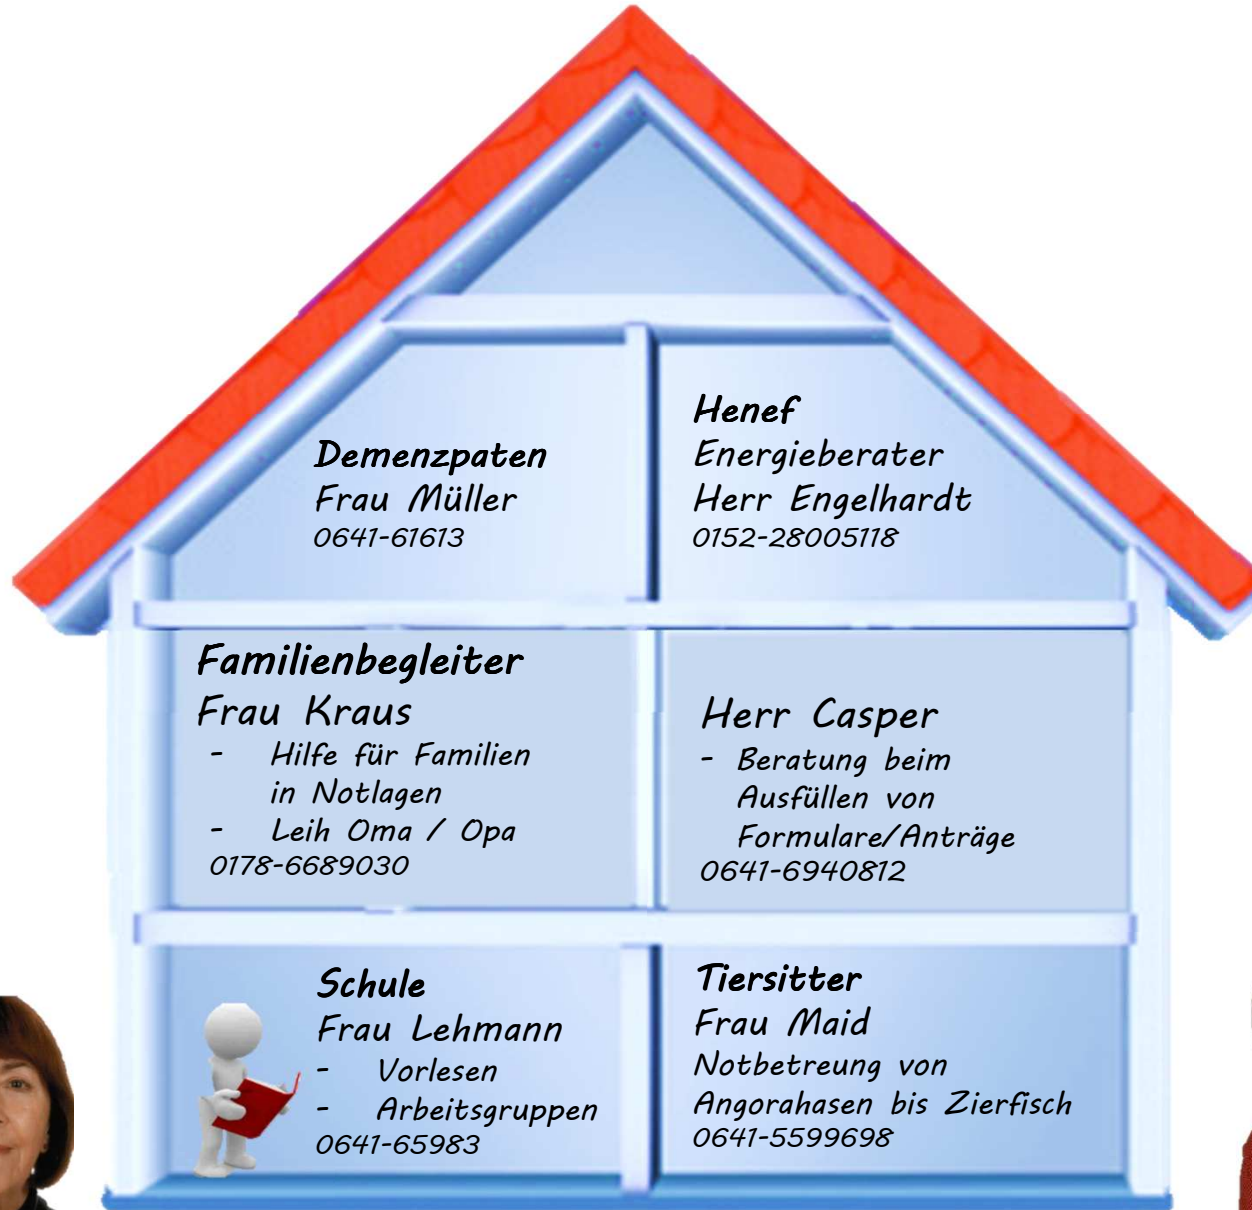 Demenzpaten
Frau Müller
0641-61613
Henef
Energieberater
Herr Engelhardt
0152-28005118
Familienbegleiter
Frau Kraus
- Hilfe für Familien
in Notlagen
- Leih Oma / Opa
0178-6689030
Herr Casper
- Beratung beim
Ausfüllen von
Formulare/Anträge
0641-6940812
Schule
Frau Lehmann
- Vorlesen
- Arbeitsgruppen
0641-65983
Tiersitter
Frau Maid
Notbetreung von
Angorahasen bis Zierfisch
0641-5599698